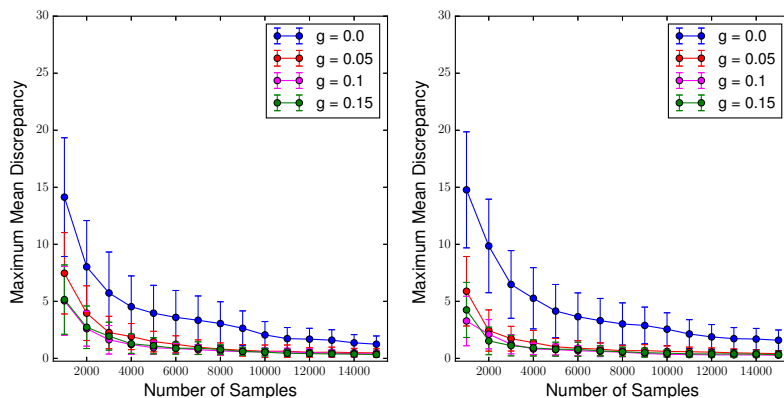 30
25
20
15
10
5
0
Maximum Mean Discrepancy
g = 0.0
g = 0.05
g = 0.1
g = 0.15
2000 4000 6000 8000 10000 12000 14000
Number of Samples
30
25
20
15
10
5
0
Maximum Mean Discrepancy
g = 0.0
g = 0.05
g = 0.1
g = 0.15
2000 4000 6000 8000 10000 12000 14000
Number of Samples